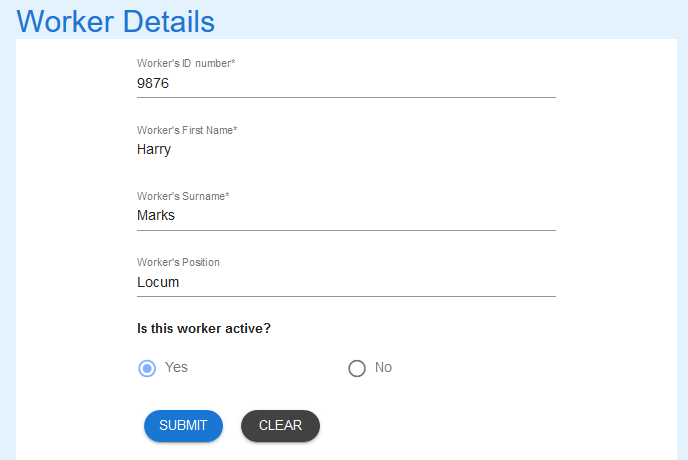 Worker Details
Worker's ID number*
9876
Worker's First Name*
Harry
Worker's Surname*
Marks
Worker's Position
Locum
Is this worker active?
Yes No
SUBMIT CLEAR